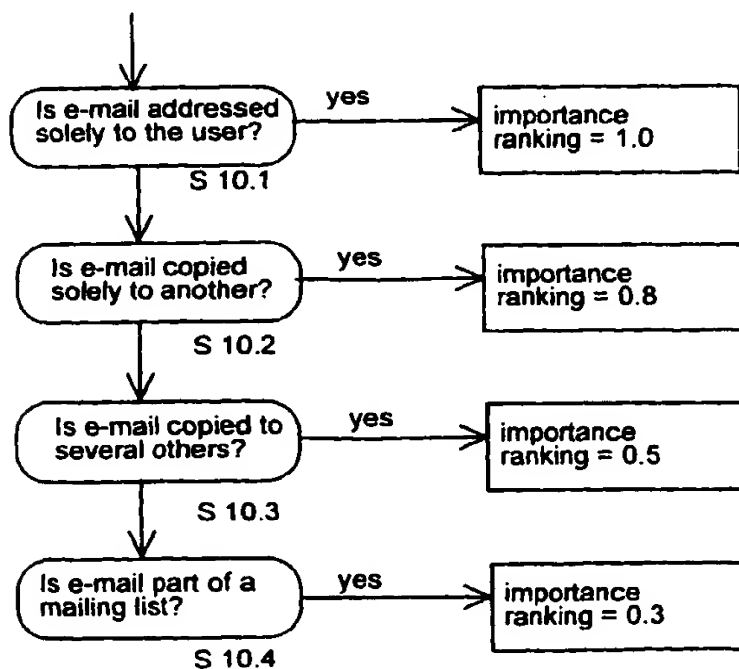 Is e-mail addressed
solely to the user?
yes
importance
ranking = 1.0
S 10.1
Is e-mail copied
solely to another?
yes
importance
ranking = 0.8
S 10.2
Is e-mail copied to
several others?
yes
importance
ranking = 0.5
S 10.3
Is e-mail part of a
mailing list?
yes
importance
ranking = 0.3
S 10.4